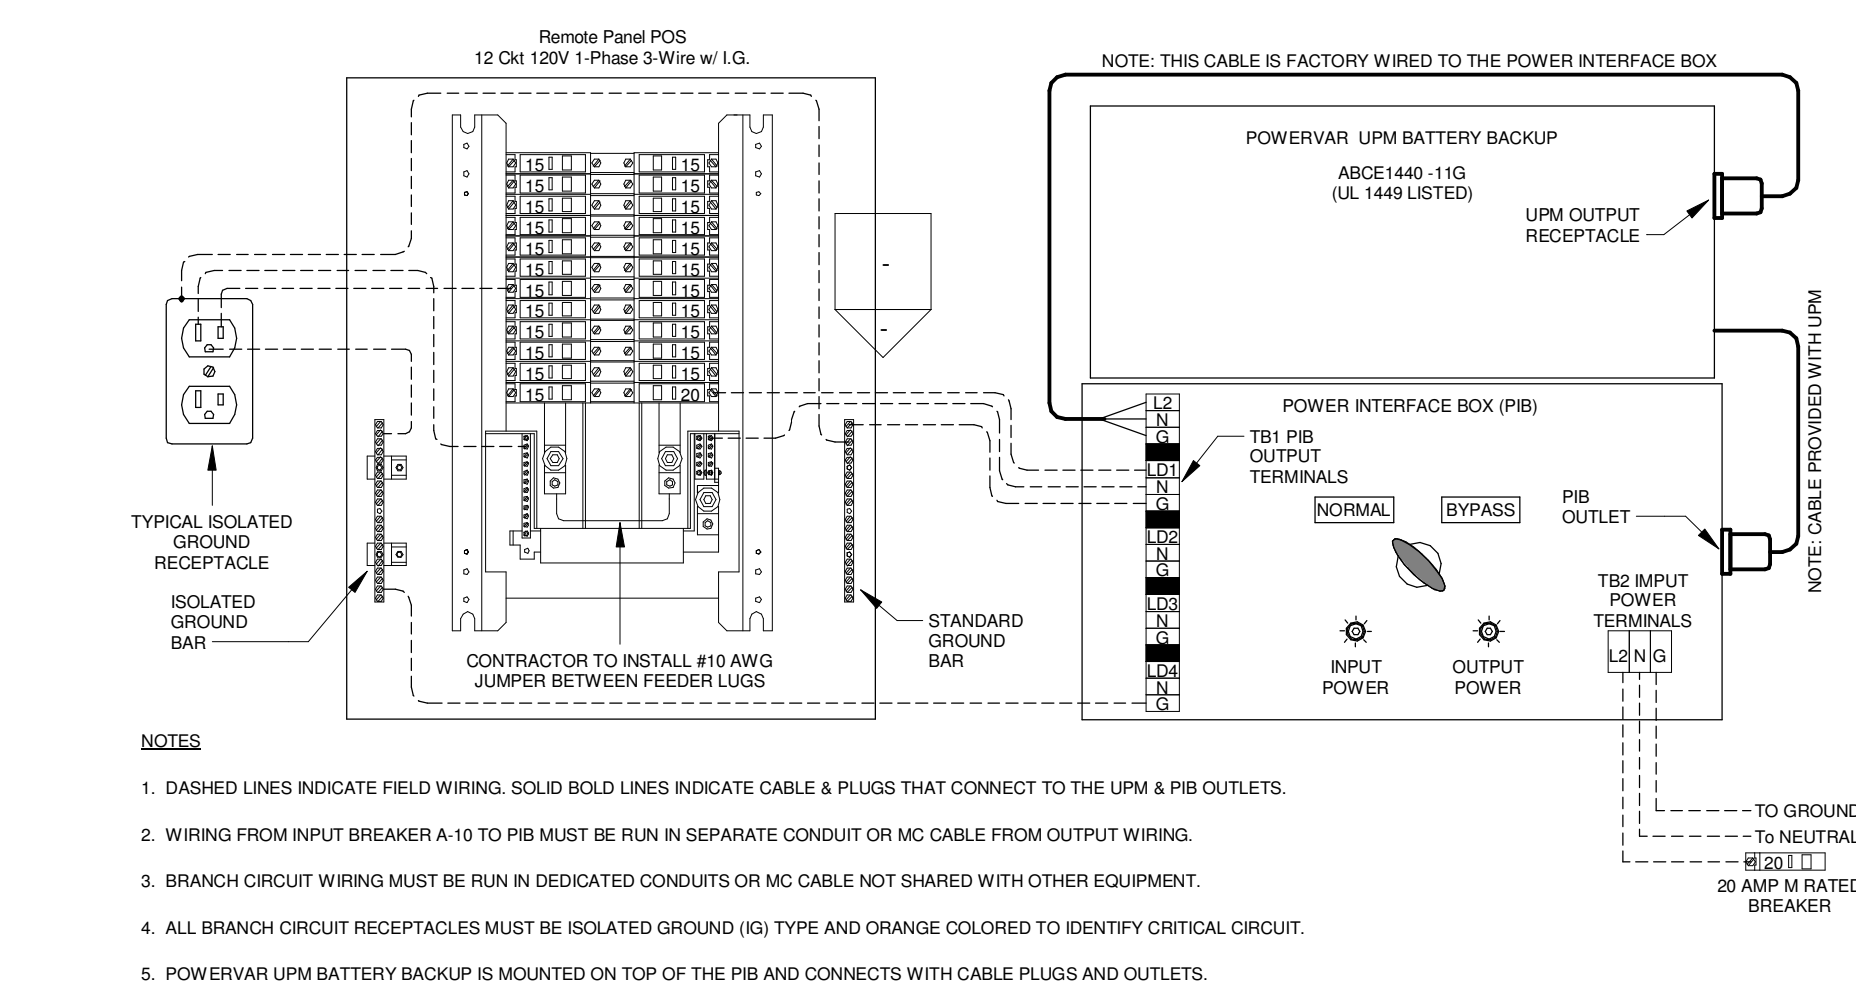 Remote Panel POS
12 Ckt 120V 1-Phase 3-Wire w/ I.G.
NOTE: THIS CABLE IS FACTORY WIRED TO THE POWER INTERFACE BOX
POWERVAR UPM BATTERY BACKUP
ABCE1440 -11G
(UL 1449 LISTED)
UPM OUTPUT
RECEPTACLE
NOTE: CABLE PROVIDED WITH UPM
15 15
15 15
15 15
15 15
15 15
15 15
15 15
15 15
15 15
15 15
15 15
15 20
-
-
TYPICAL ISOLATED
GROUND
RECEPTACLE
ISOLATED
GROUND
BAR
CONTRACTOR TO INSTALL #10 AWG
JUMPER BETWEEN FEEDER LUGS
STANDARD
GROUND
BAR
L2
N
G
LD1
N
G
LD2
N
G
LD3
N
G
LD4
N
G
POWER INTERFACE BOX (PIB)
TB1 PIB
OUTPUT
TERMINALS
NORMAL
BYPASS
PIB
OUTLET
INPUT
POWER
OUTPUT
POWER
TB2 IMPUT
POWER
TERMINALS
L2 N G
TO GROUND
To NEUTRAL
20
20 AMP M RATED
BREAKER
NOTES
1. DASHED LINES INDICATE FIELD WIRING. SOLID BOLD LINES INDICATE CABLE & PLUGS THAT CONNECT TO THE UPM & PIB OUTLETS.
2. WIRING FROM INPUT BREAKER A-10 TO PIB MUST BE RUN IN SEPARATE CONDUIT OR MC CABLE FROM OUTPUT WIRING.
3. BRANCH CIRCUIT WIRING MUST BE RUN IN DEDICATED CONDUITS OR MC CABLE NOT SHARED WITH OTHER EQUIPMENT.
4. ALL BRANCH CIRCUIT RECEPTACLES MUST BE ISOLATED GROUND (IG) TYPE AND ORANGE COLORED TO IDENTIFY CRITICAL CIRCUIT.
5. POWERVAR UPM BATTERY BACKUP IS MOUNTED ON TOP OF THE PIB AND CONNECTS WITH CABLE PLUGS AND OUTLETS.